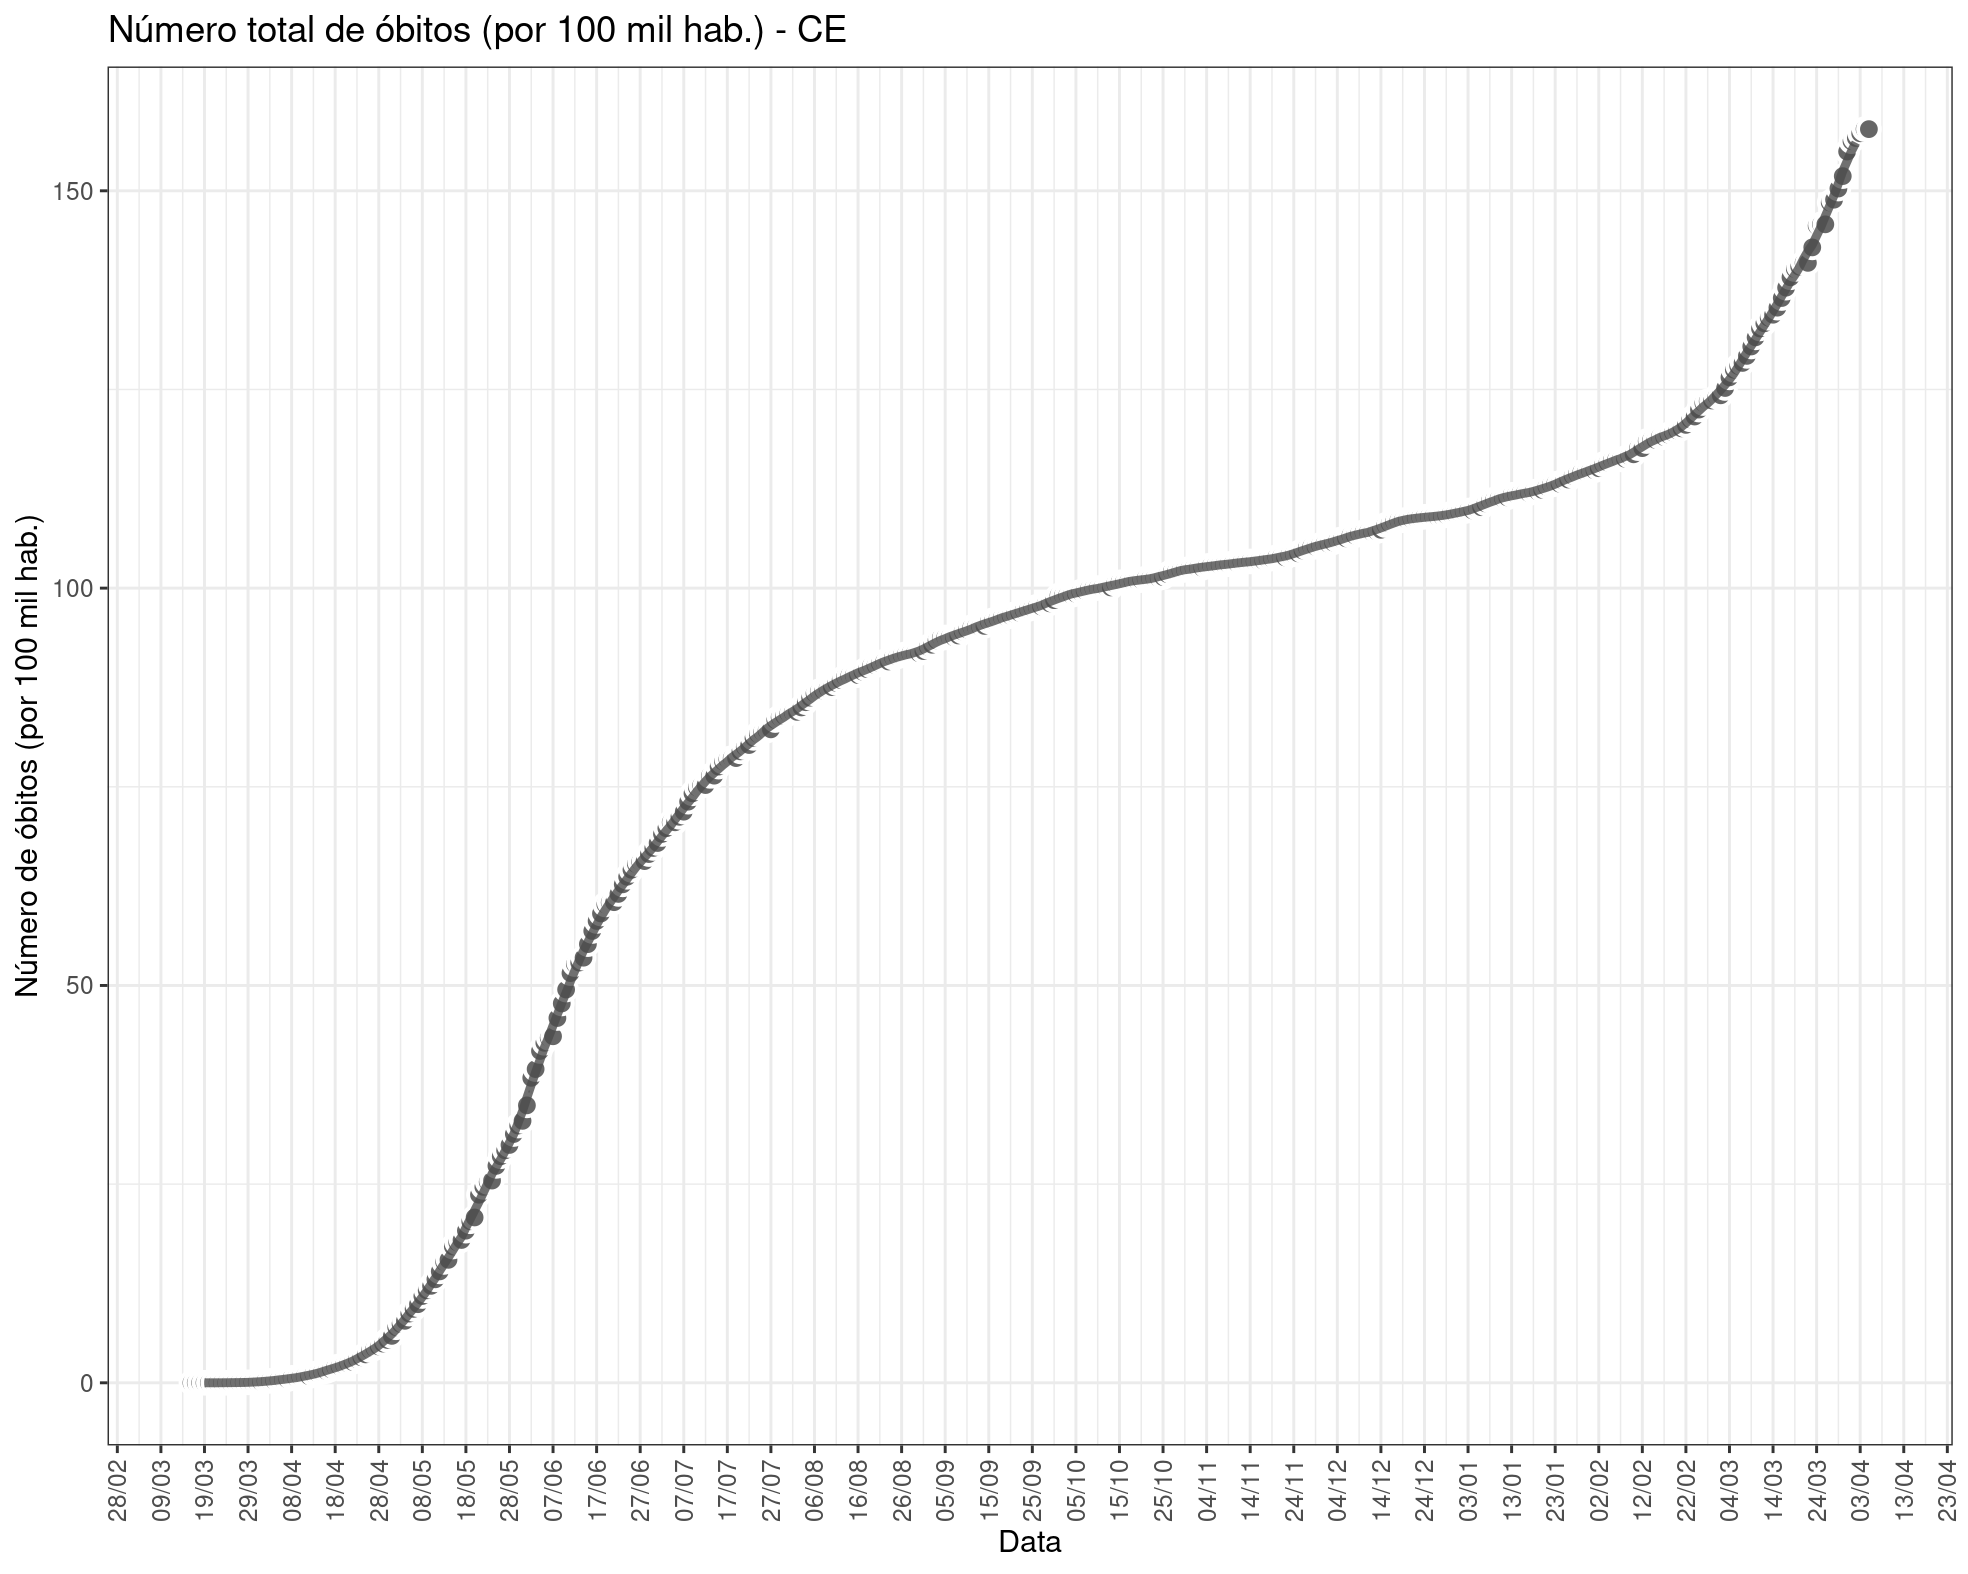 Número total de óbitos (por 100 mil hab.) - CE
Número de óbitos (por 100 mil hab.)
150
100
50
0
28/02 09/03 19/03 29/03 08/04 18/04 28/04 08/05 18/05 28/05 07/06 17/06 27/06 07/07 17/07 27/07 06/08 16/08 26/08 05/09 15/09 25/09 05/10 15/10 25/10 04/11 14/11 24/11 04/12 14/12 24/12 03/01 13/01 23/01 02/02 12/02 22/02 04/03 14/03 24/03 03/04 13/04 23/04
Data